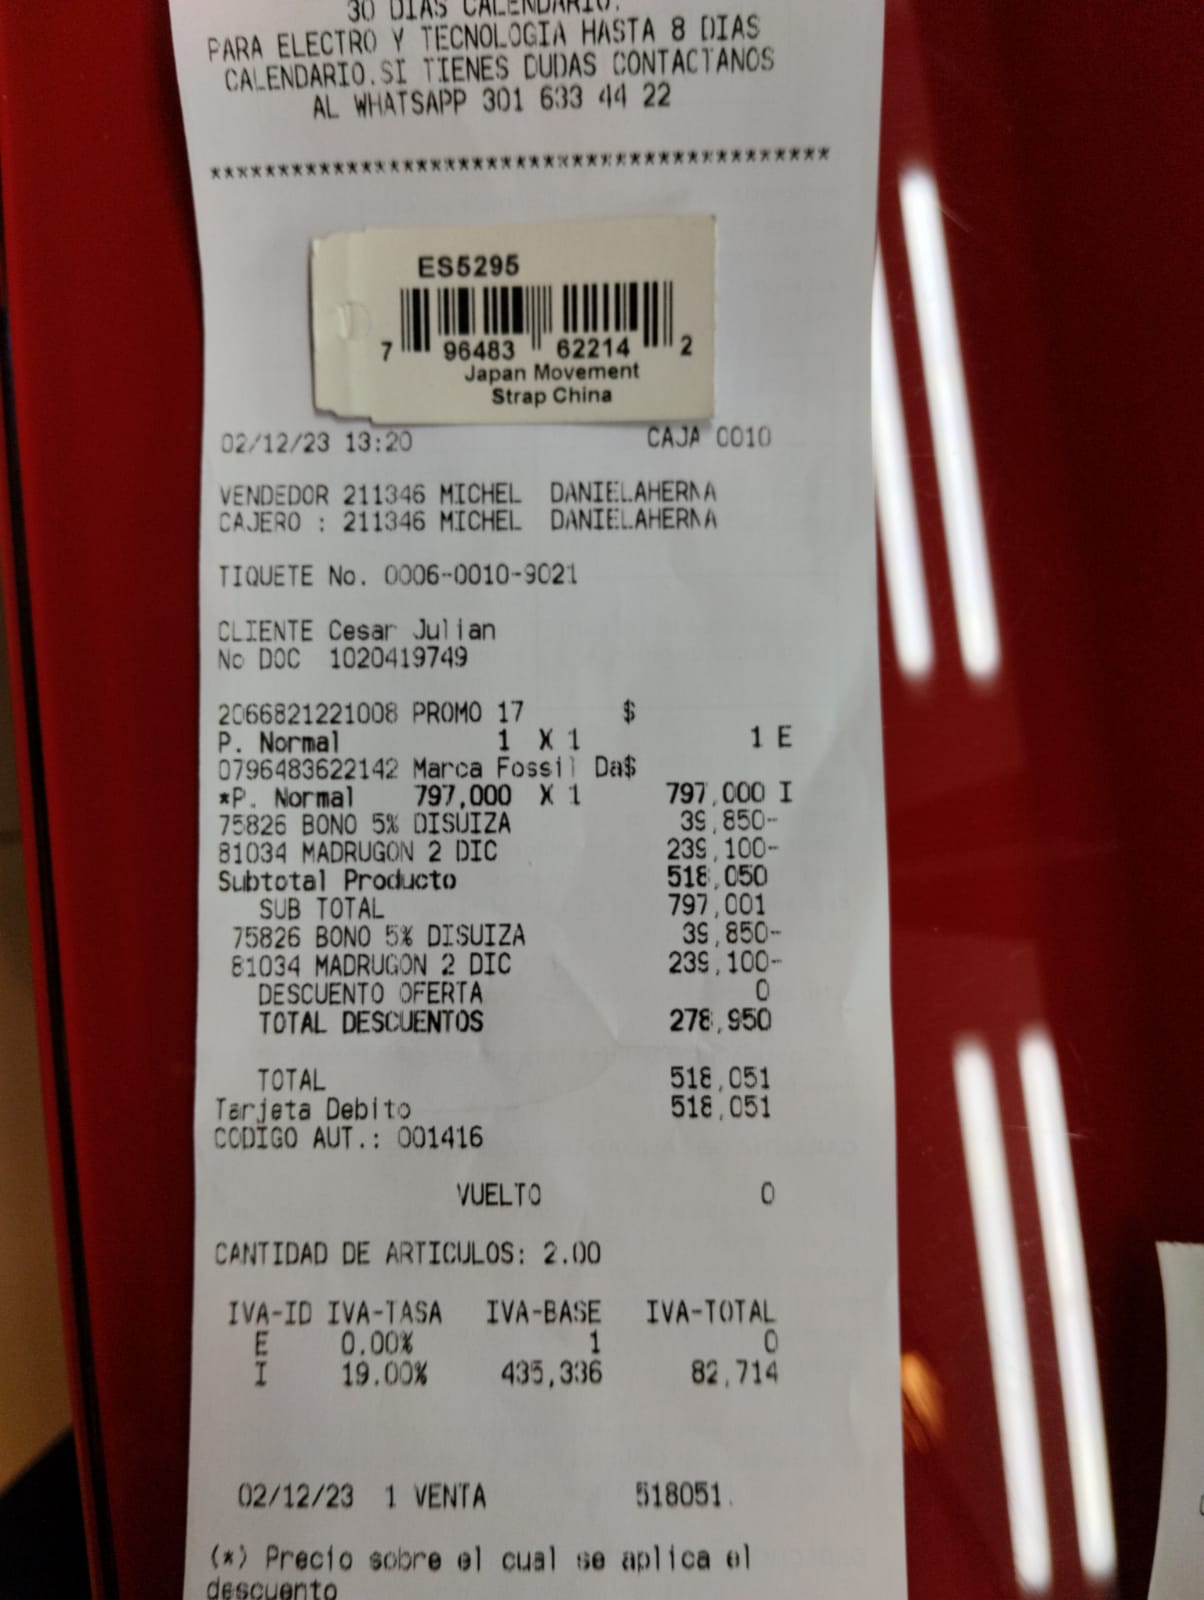 30 DIAS CALENDARIO.
PARA ELECTRO Y TECNOLOGIA HASTA 8 DIAS
CALENDARIO.SI TIENES DUDAS CONTACTANOS
AL WHATSAPP 301 633 44 22
*********************************************
ES5295
7 96483 62214 2
Japan Movement
Strap China
02/12/23 13:20 CAJA 0010
VENDEDOR 211346 MICHEL DANIELAHERNA
CAJERO : 211346 MICHEL DANIELAHERNA
TIQUETE No. 0006-0010-9021
CLIENTE Cesar Julian
No DOC 1020419749
2066821221008 PROMO 17 $
P. Normal 1 X 1 1 E
0796483622142 Marca Fossil Da$
*P. Normal 797,000 X 1 797,000 I
75826 BONO 5% DISUIZA 39,850-
81034 MADRUGON 2 DIC 239,100-
Subtotal Producto 518,050
SUB TOTAL 797,001
75826 BONO 5% DISUIZA 39,850-
81034 MADRUGON 2 DIC 239,100-
DESCUENTO OFERTA 0
TOTAL DESCUENTOS 278,950
TOTAL 518,051
Tarjeta Debito 518,051
CODIGO AUT.: 001416
VUELTO 0
CANTIDAD DE ARTICULOS: 2.00
IVA-ID IVA-TASA IVA-BASE IVA-TOTAL
E 0.00% 1 0
I 19.00% 435,336 82,714
02/12/23 1 VENTA 518051.
(*) Precio sobre el cual se aplica el
descuento